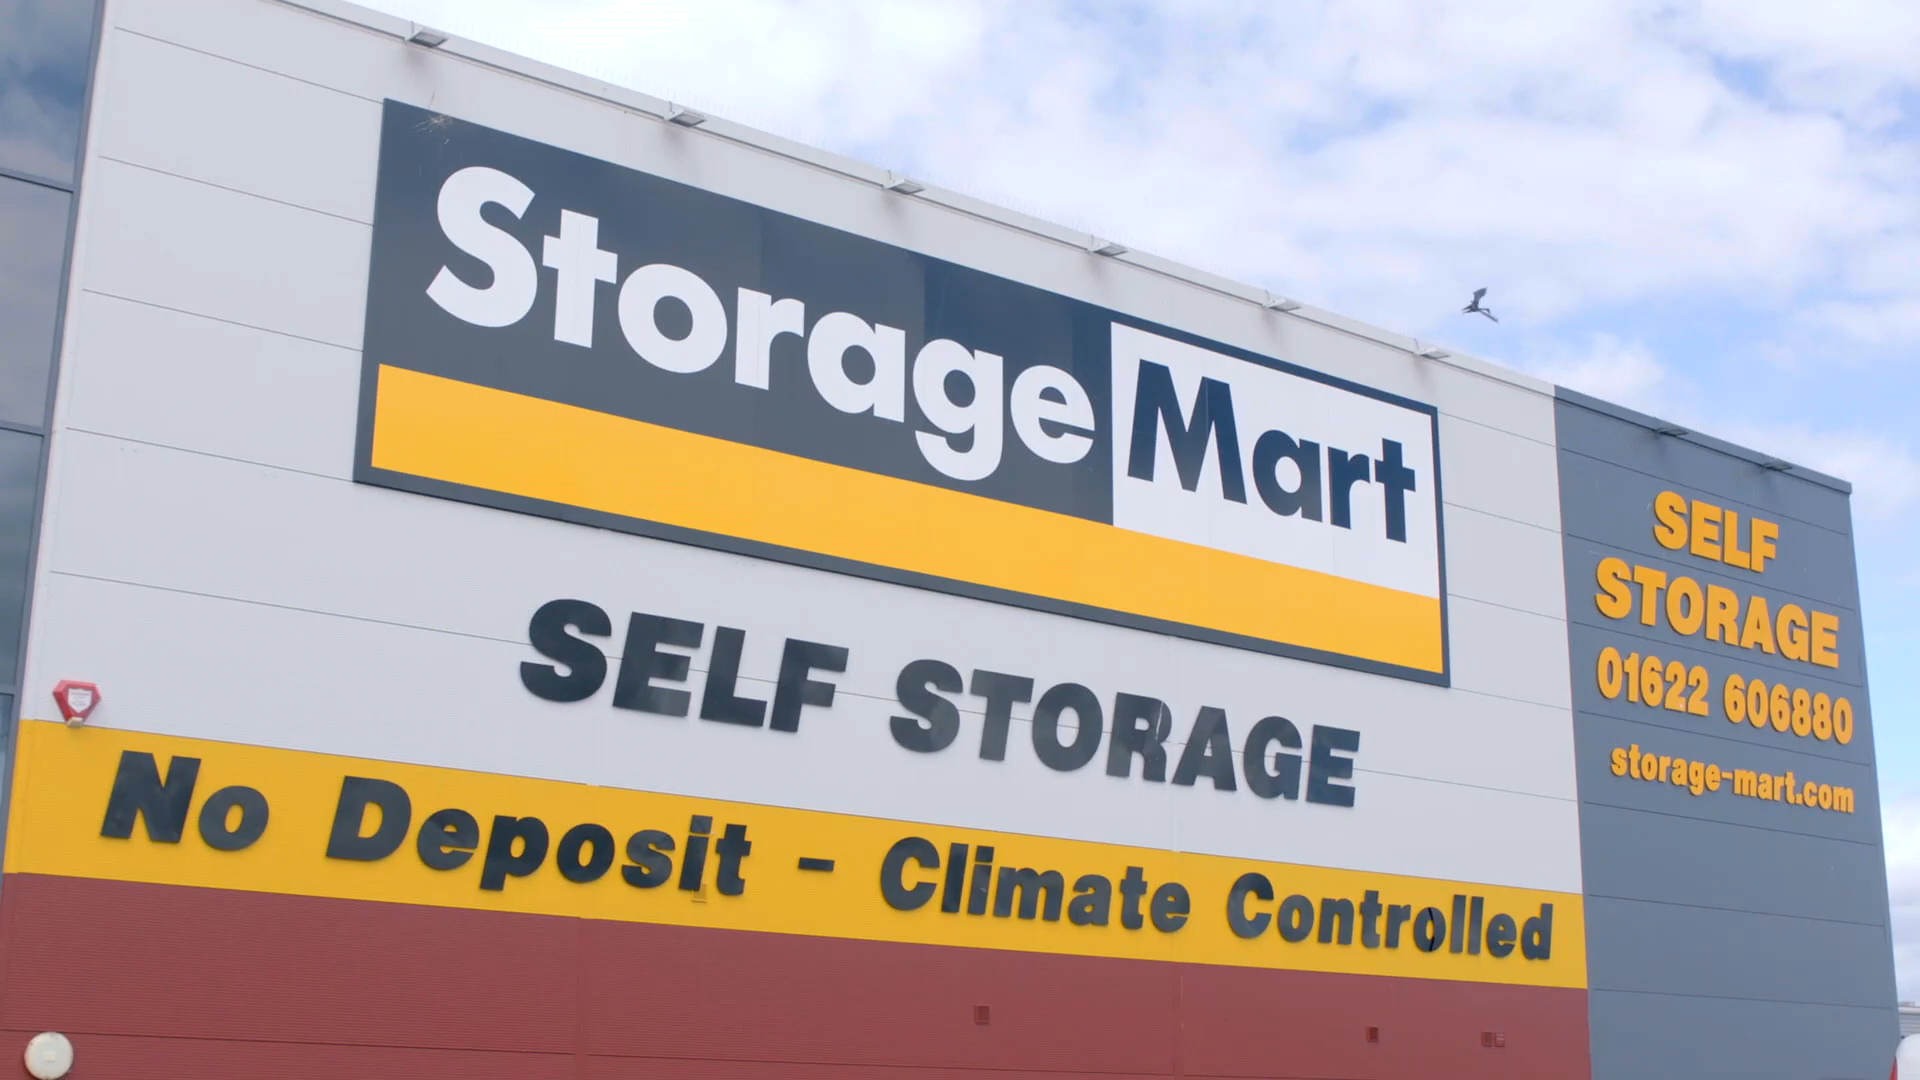 StorageMart
SELF STORAGE
No Deposit - Climate Controlled
SELF
STORAGE
01622 606880
storage-mart.com